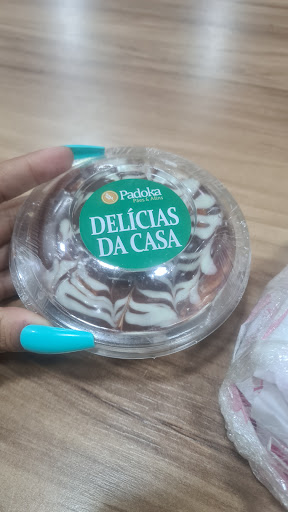 Padoka
Pães & Afins
DELÍCIAS
DA CASA